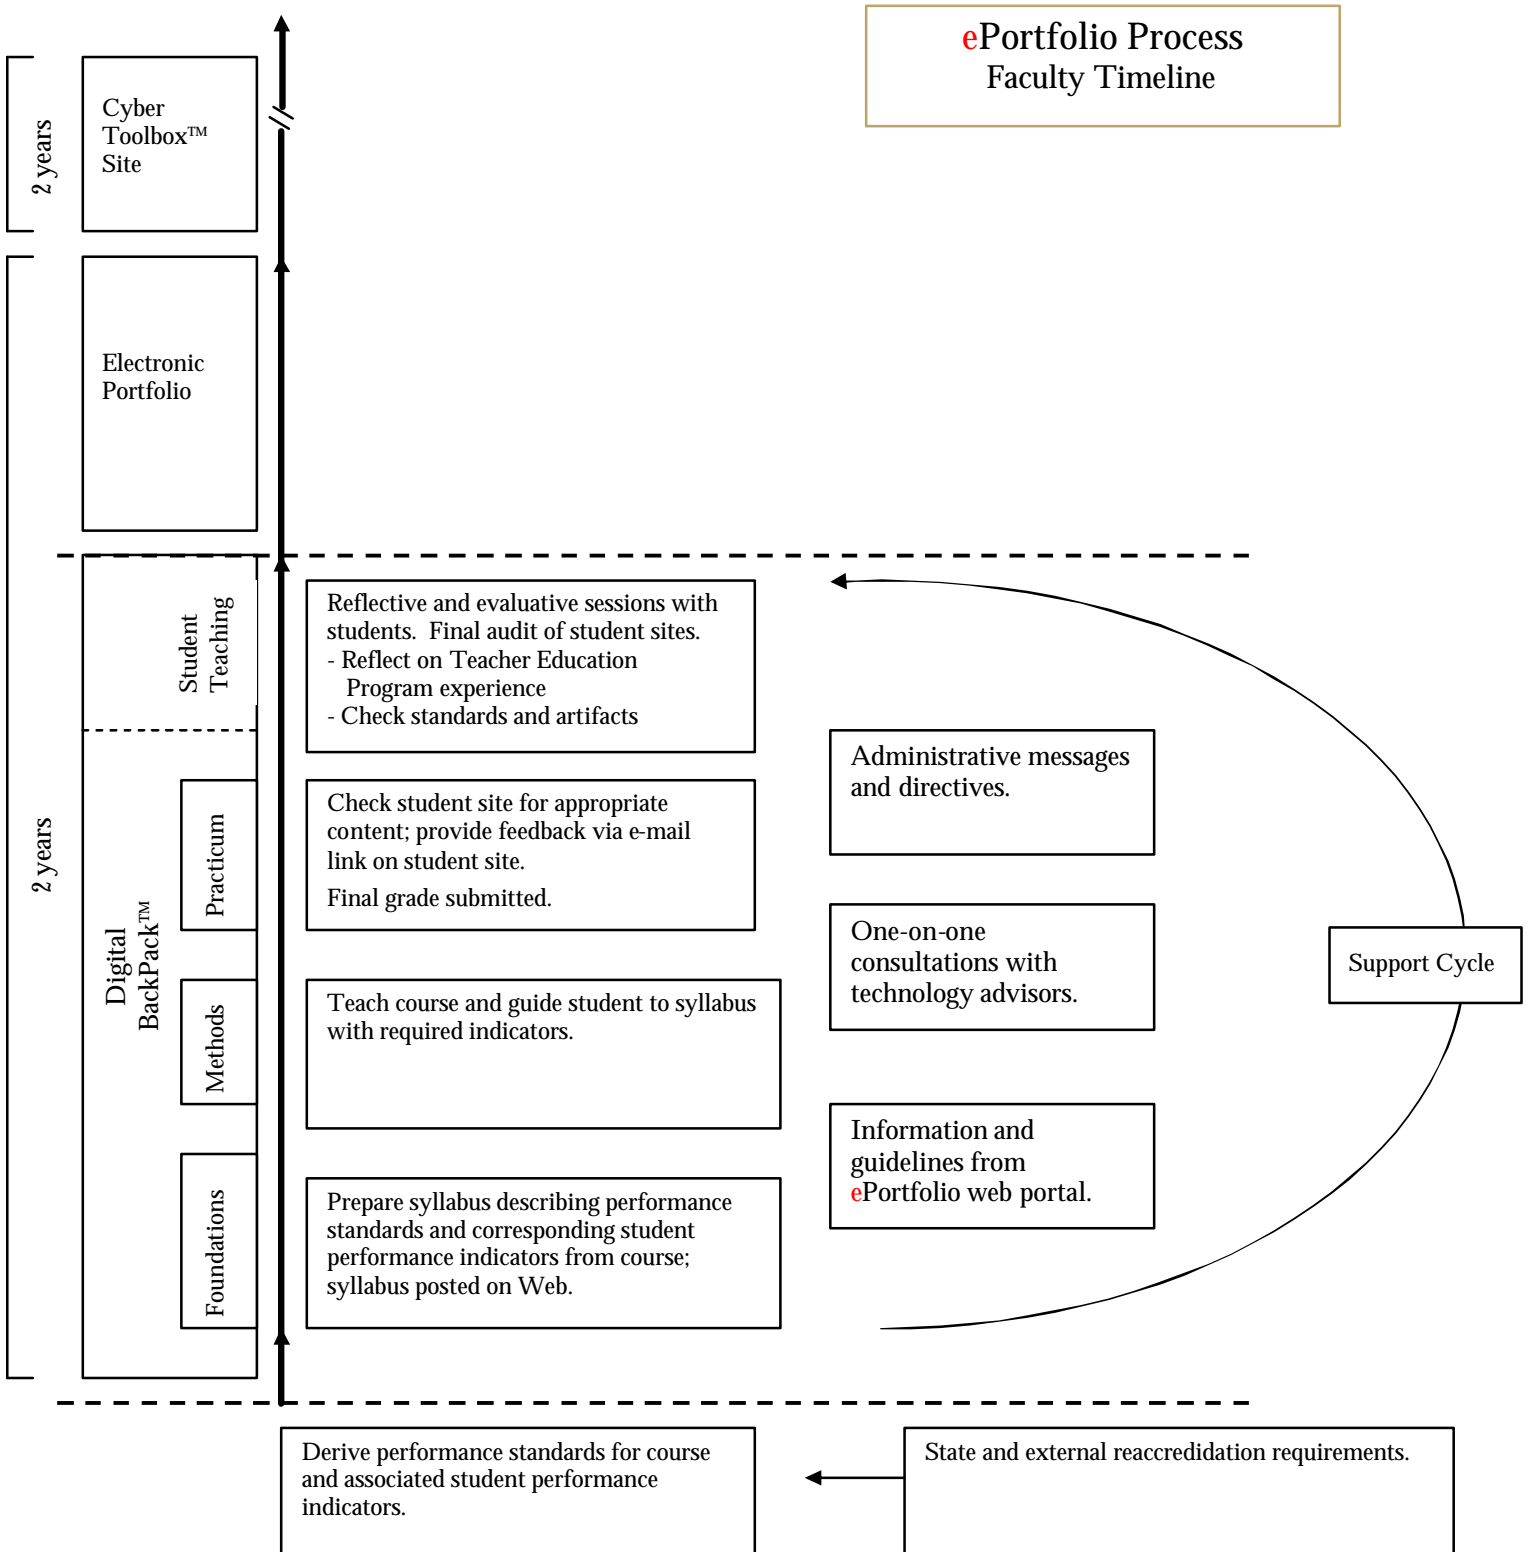 ePortfolio Process
Faculty Timeline
2 years
Cyber
Toolbox™
Site
Electronic
Portfolio
2 years
Digital
BackPack™
Student
Teaching
Reflective and evaluative sessions with
students.  Final audit of student sites.
- Reflect on Teacher Education
Program experience
- Check standards and artifacts
Practicum
Check student site for appropriate
content; provide feedback via e-mail
link on student site.
Final grade submitted.
Methods
Teach course and guide student to syllabus
with required indicators.
Foundations
Prepare syllabus describing performance
standards and corresponding student
performance indicators from course;
syllabus posted on Web.
Administrative messages
and directives.
One-on-one
consultations with
technology advisors.
Information and
guidelines from
ePortfolio web portal.
Support Cycle
Derive performance standards for course
and associated student performance
indicators.
State and external reaccredidation requirements.